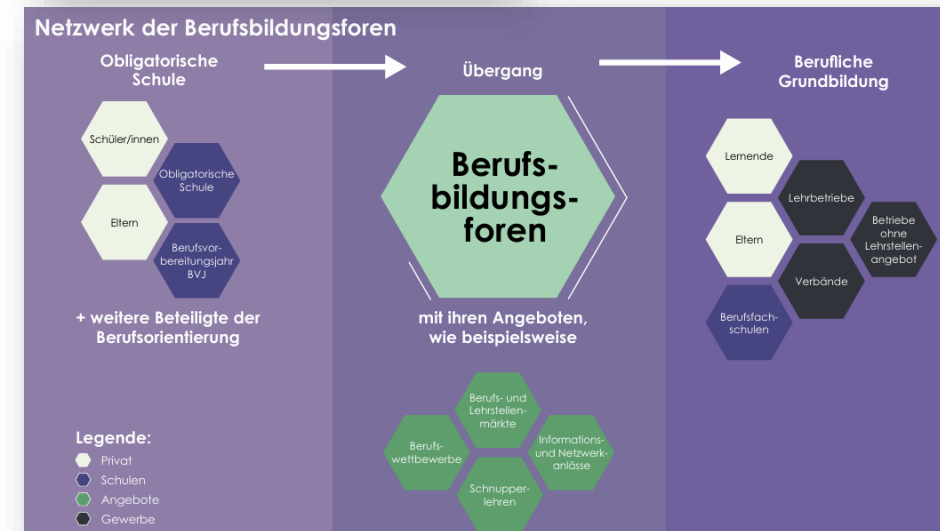 Netzwerk der Berufsbildungsforen
Obligatorische
Schule
Schüler/innen
Obligatorische
Schule
Eltern
Berufsvor-
bereitungsjahr
BVJ
+ weitere Beteiligte der
Berufsorientierung
Legende:
Privat
Schulen
Angebote
Gewerbe
Übergang
Berufs-
bildungs-
foren
mit ihren Angeboten,
wie beispielsweise
Berufs- und
Lehrstellen-
märkte
Berufs-
wettbewerbe
Informations-
und Netzwerk-
anlässe
Schnupper-
lehren
Berufliche
Grundbildung
Lernende
Lehrbetriebe
Eltern
Betriebe
ohne
Lehrstellen-
angebot
Verbände
Berufsfach-
schulen